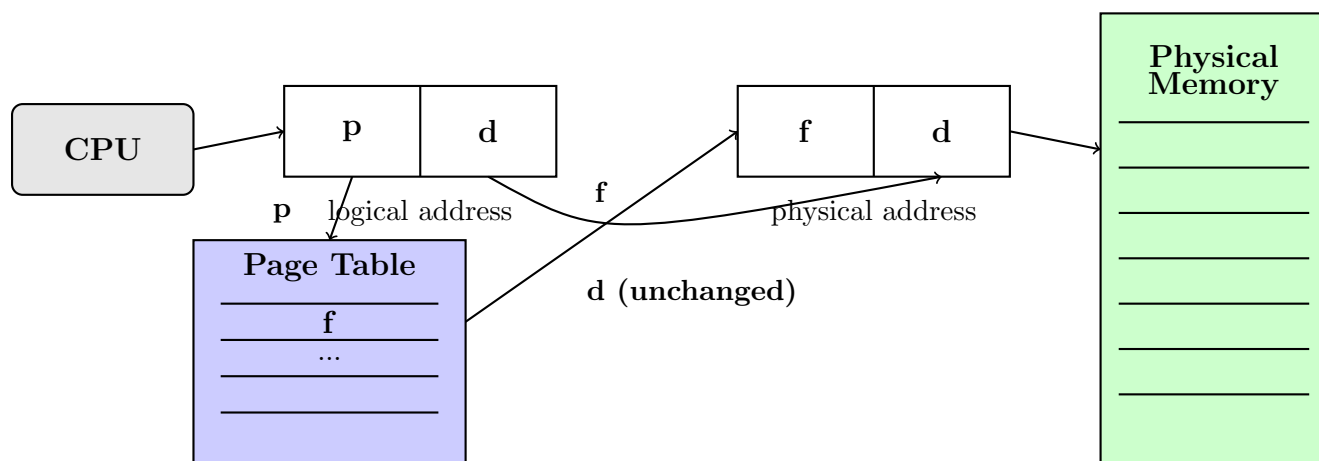 CPU
p
d
f
d
Physical
Memory
p
logical address
f
physical address
Page Table
f
...
d (unchanged)